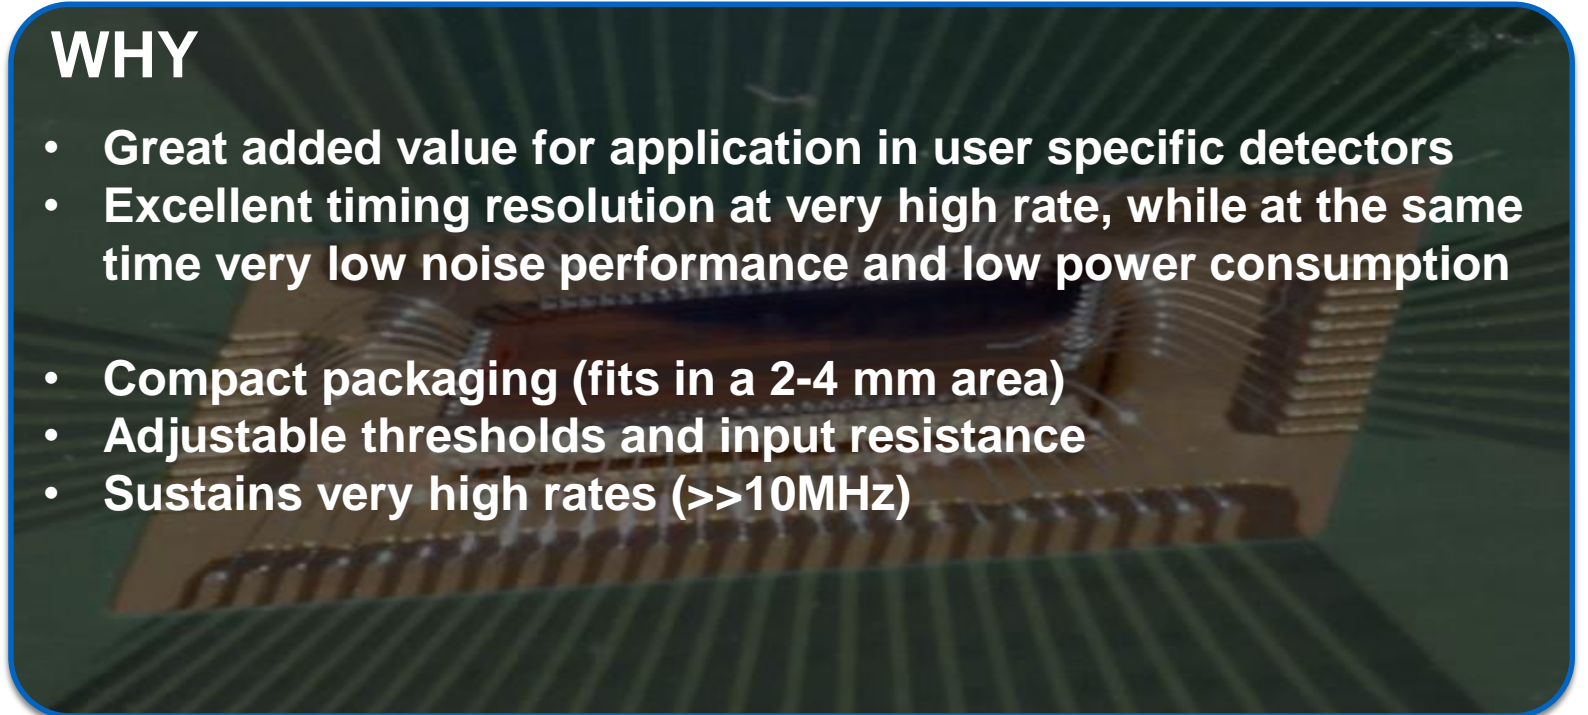 WHY
• Great added value for application in user specific detectors
• Excellent timing resolution at very high rate, while at the same
time very low noise performance and low power consumption
• Compact packaging (fits in a 2-4 mm area)
• Adjustable thresholds and input resistance
• Sustains very high rates (>>10MHz)